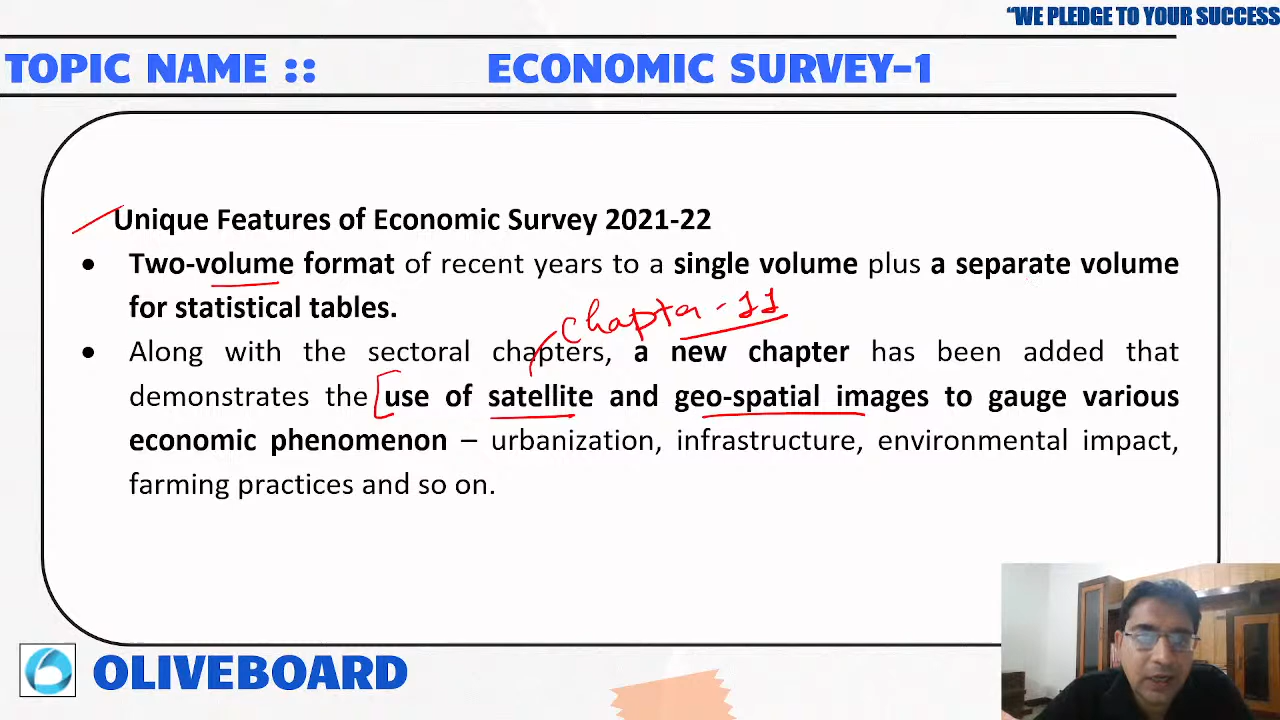 “WE PLEDGE TO YOUR SUCCESS
TOPIC NAME :: ECONOMIC SURVEY-1
Unique Features of Economic Survey 2021-22
• Two-volume format of recent years to a single volume plus a separate volume
for statistical tables.
Chapter - 11
• Along with the sectoral chapters, a new chapter has been added that
demonstrates the use of satellite and geo-spatial images to gauge various
economic phenomenon – urbanization, infrastructure, environmental impact,
farming practices and so on.
OLIVEBOARD